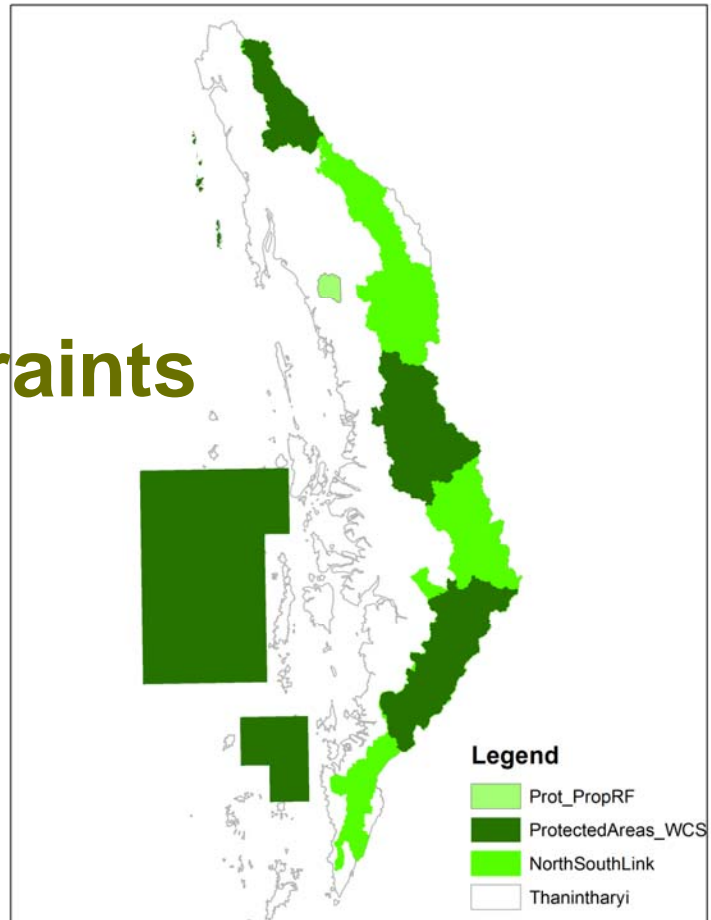 raints
Legend
Prot_PropRF
ProtectedAreas_WCS
NorthSouthLink
Thanintharyi